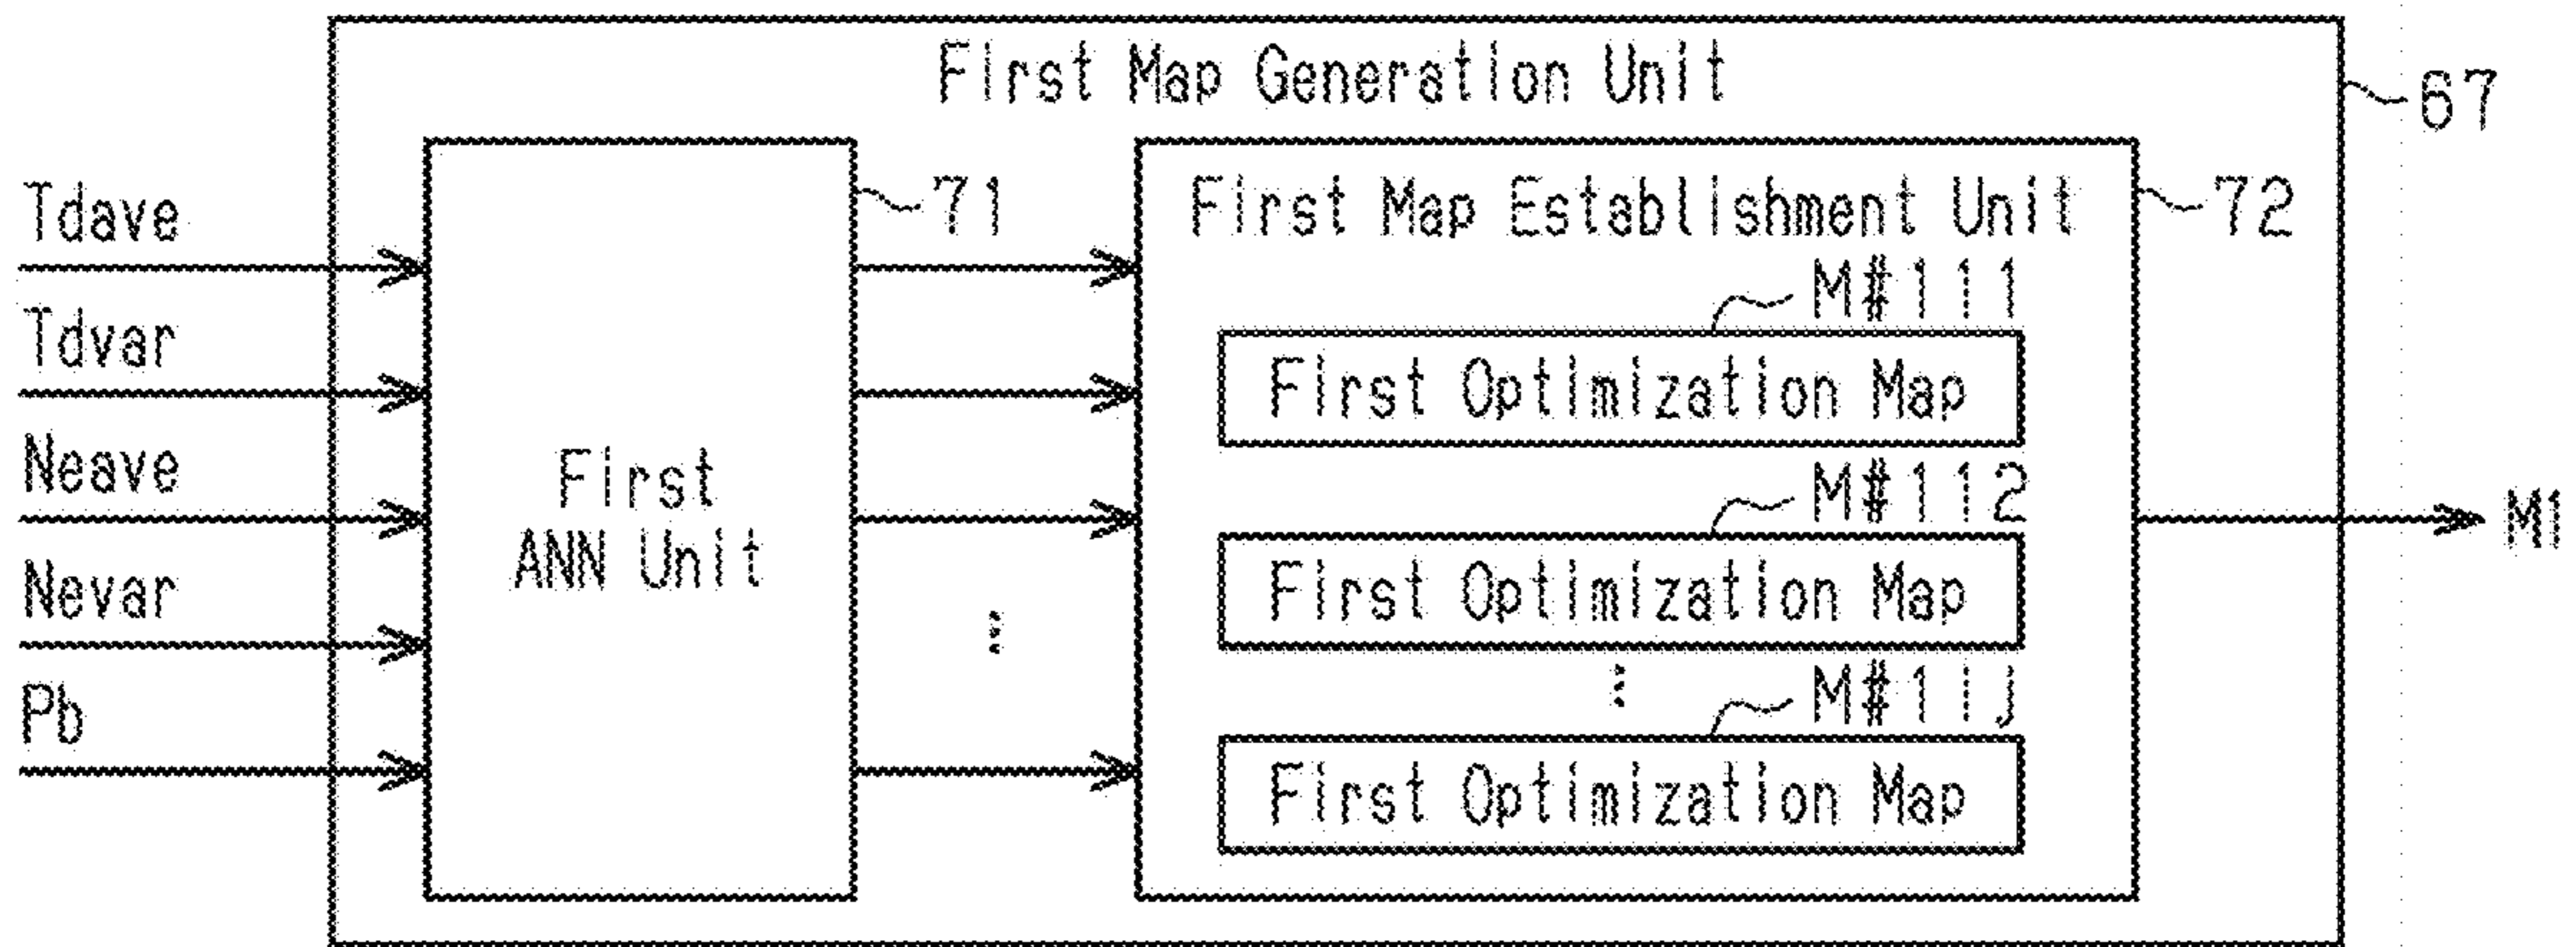 First Map Generation Unit
67
Tdave
Tdvar
Neave
Nevar
Pb
First
ANN Unit
71
First Map Establishment Unit
72
M#111
First Optimization Map
M#112
First Optimization Map
M#11j
First Optimization Map
M1